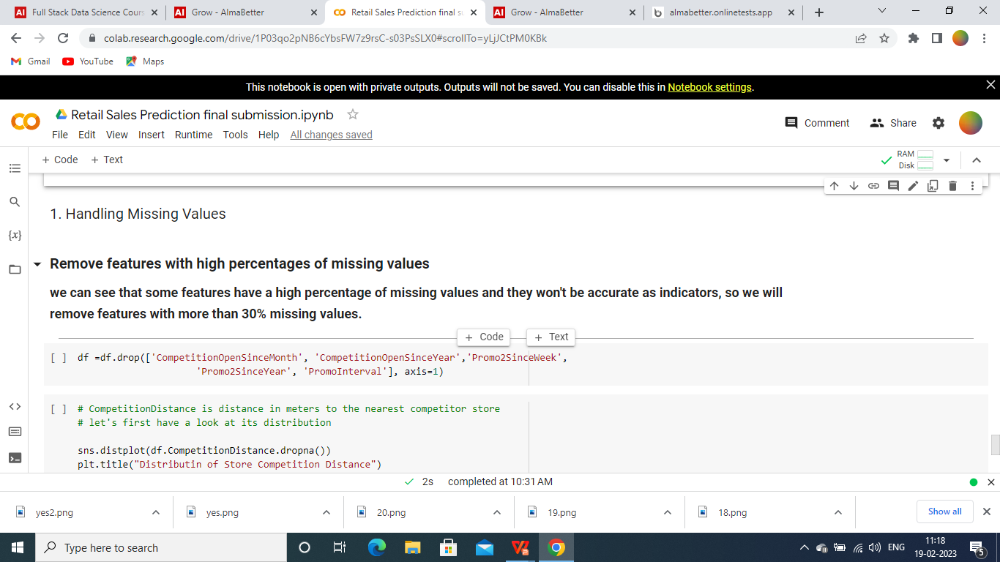 Full Stack Data Science Cours
Grow - AlmaBetter
Retail Sales Prediction final su
Grow - AlmaBetter
almabetter.onlinetests.app
colab.research.google.com/drive/1P03qo2pNB6cYbsFW7z9rsC-s03PsSLX0#scrollTo=yLjJCtPM0KBk
Gmail
YouTube
Maps
This notebook is open with private outputs. Outputs will not be saved. You can disable this in Notebook settings.
Retail Sales Prediction final submission.ipynb
Comment
Share
File Edit View Insert Runtime Tools Help All changes saved
+ Code + Text
RAM
Disk
1. Handling Missing Values
Remove features with high percentages of missing values
we can see that some features have a high percentage of missing values and they won't be accurate as indicators, so we will
remove features with more than 30% missing values.
+ Code + Text
[ ] df =df.drop(['CompetitionOpenSinceMonth', 'CompetitionOpenSinceYear','Promo2SinceWeek',
'Promo2SinceYear', 'PromoInterval'], axis=1)
[ ] # CompetitionDistance is distance in meters to the nearest competitor store
# let's first have a look at its distribution
sns.distplot(df.CompetitionDistance.dropna())
plt.title("Distributin of Store Competition Distance")
2s completed at 10:31 AM
yes2.png
yes.png
20.png
19.png
18.png
Show all
Type here to search
ENG
11:18
19-02-2023
5